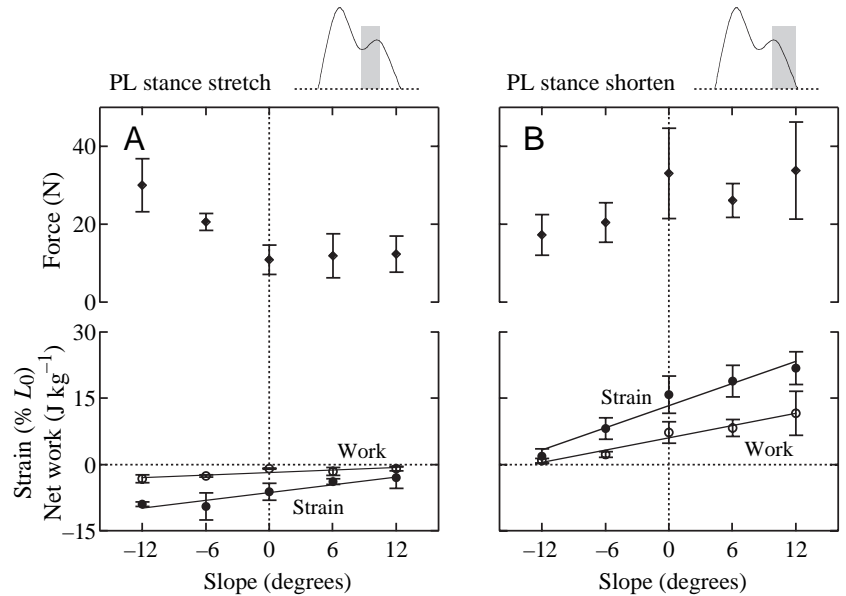 PL stance stretch
PL stance shorten
A
B
Force (N)
40
20
0
Strain (% L0)
Net work (J kg−1)
30
15
0
−15
Work
Strain
Strain
Work
−12 −6 0 6 12
−12 −6 0 6 12
Slope (degrees)
Slope (degrees)